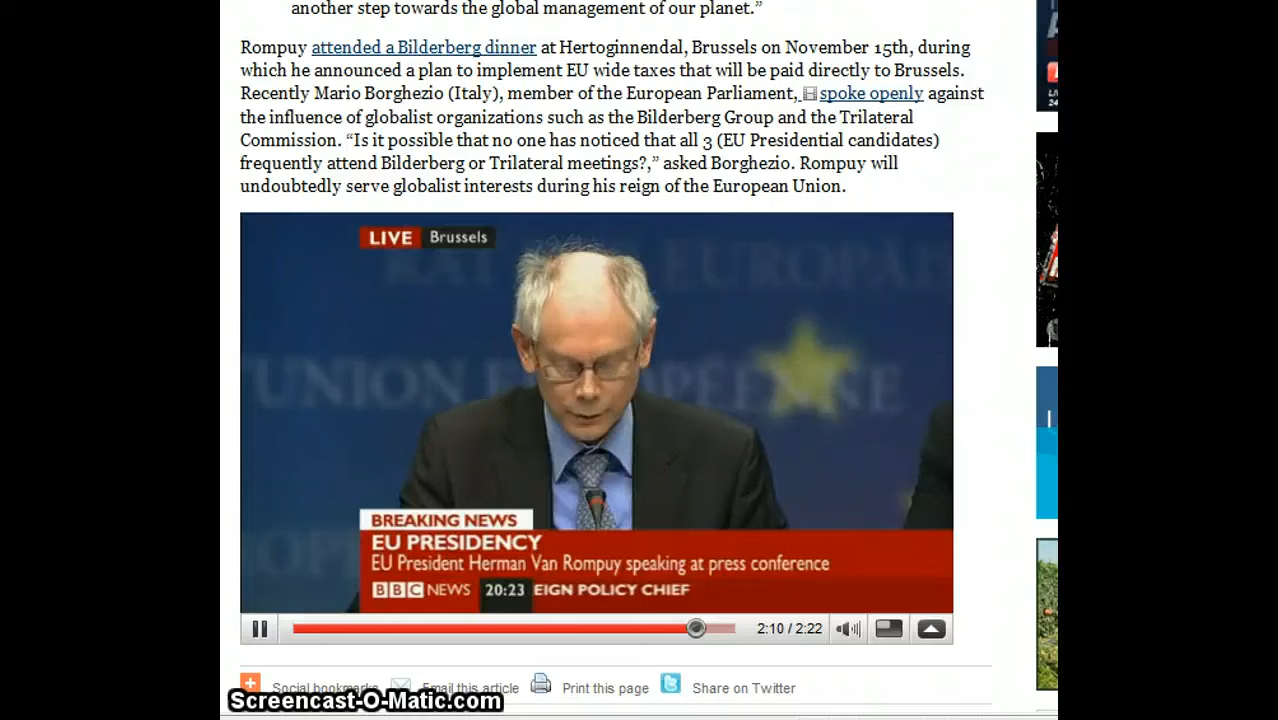 another step towards the global management of our planet.”
Rompuy attended a Bilderberg dinner at Hertoginnendal, Brussels on November 15th, during
which he announced a plan to implement EU wide taxes that will be paid directly to Brussels.
Recently Mario Borghezio (Italy), member of the European Parliament, spoke openly against
the influence of globalist organizations such as the Bilderberg Group and the Trilateral
Commission. “Is it possible that no one has noticed that all 3 (EU Presidential candidates)
frequently attend Bilderberg or Trilateral meetings?,” asked Borghezio. Rompuy will
undoubtedly serve globalist interests during his reign of the European Union.
LIVE Brussels
UNION EUROPÉENNE
BREAKING NEWS
EU PRESIDENCY
EU President Herman Van Rompuy speaking at press conference
BBC NEWS 20:23 EIGN POLICY CHIEF
2:10 / 2:22
Social bookmarks Email this article Print this page Share on Twitter
Screencast-O-Matic.com